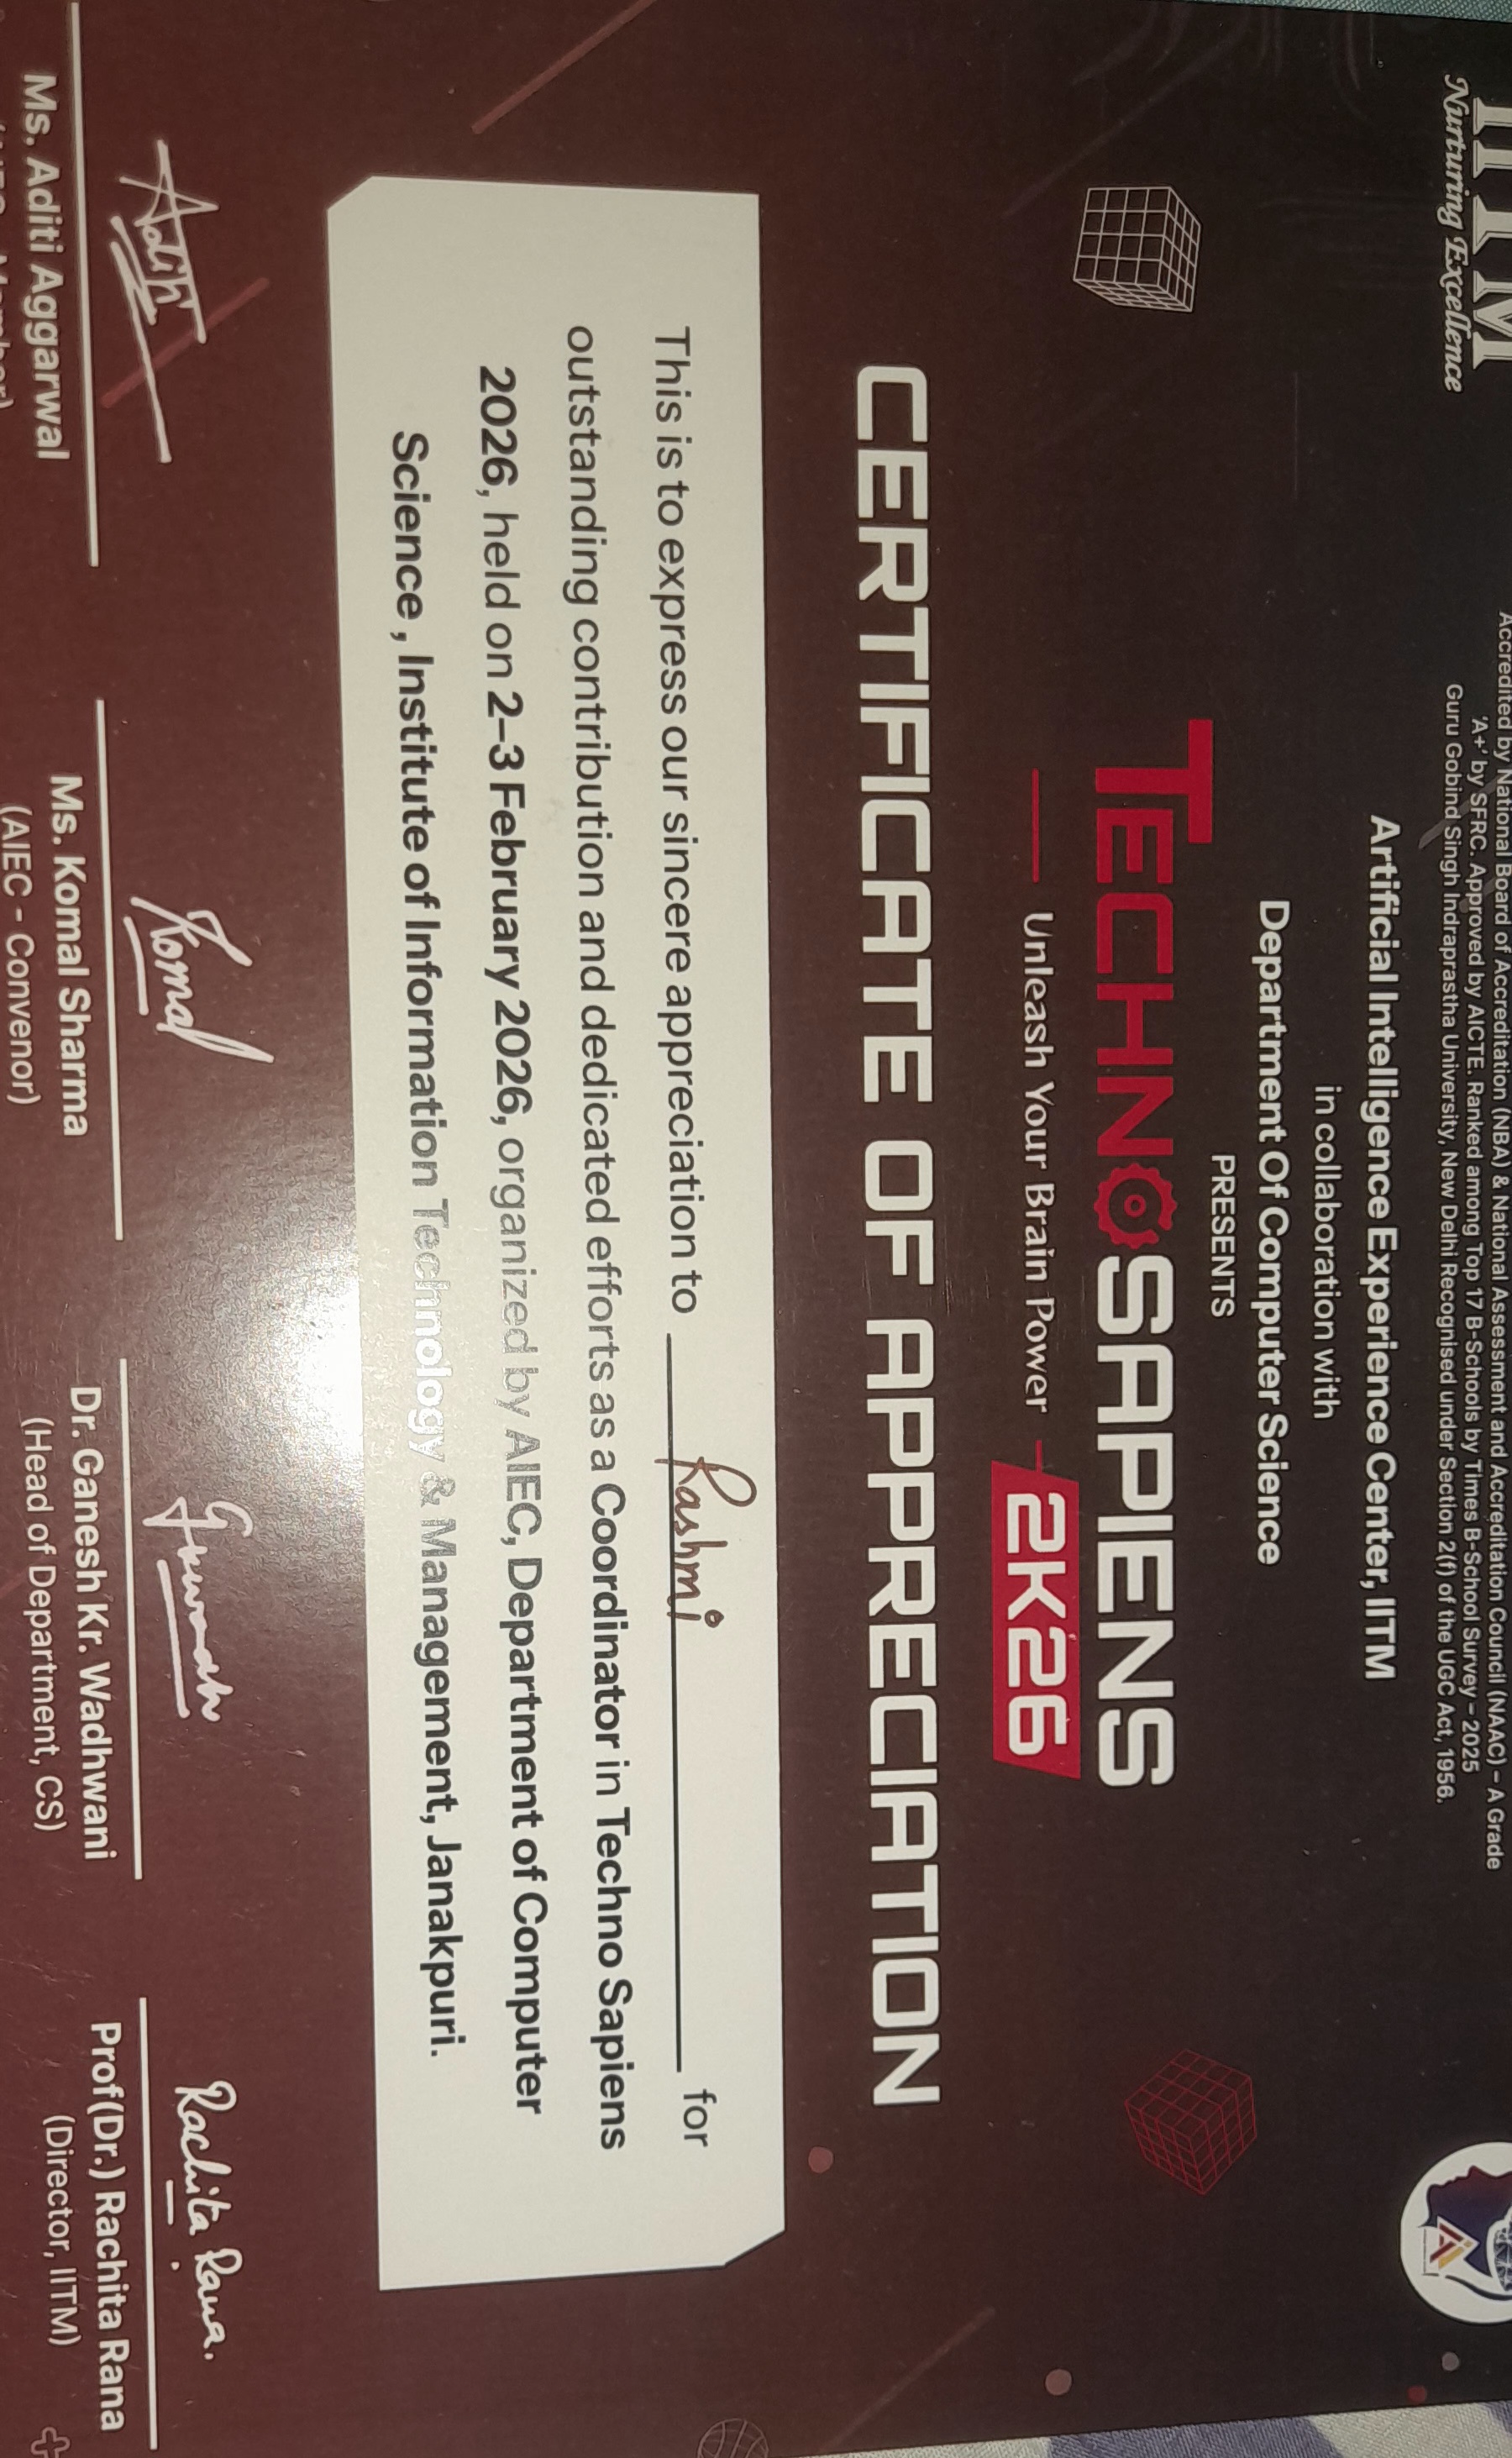 IITM
Nurturing Excellence
Accredited by National Board of Accreditation (NBA) & National Assessment and Accreditation Council (NAAC) – A Grade
'A+' by SFRC. Approved by AICTE. Ranked among Top 17 B-Schools by Times B-School Survey – 2025
Guru Gobind Singh Indraprastha University, New Delhi Recognised under Section 2(f) of the UGC Act, 1956.
Artificial Intelligence Experience Center, IITM
in collaboration with
Department Of Computer Science
PRESENTS
TECHNOSAPIENS
Unleash Your Brain Power
2K26
CERTIFICATE OF APPRECIATION
This is to express our sincere appreciation to Rashmi for
outstanding contribution and dedicated efforts as a Coordinator in Techno Sapiens
2026, held on 2–3 February 2026, organized by AIEC, Department of Computer
Science , Institute of Information Technology & Management, Janakpuri.
Aditi
Komal
Rachita Rana.
Ms. Aditi Aggarwal
Ms. Komal Sharma
(AIEC - Convenor)
Dr. Ganesh Kr. Wadhwani
(Head of Department, CS)
Prof(Dr.) Rachita Rana
(Director, IITM)